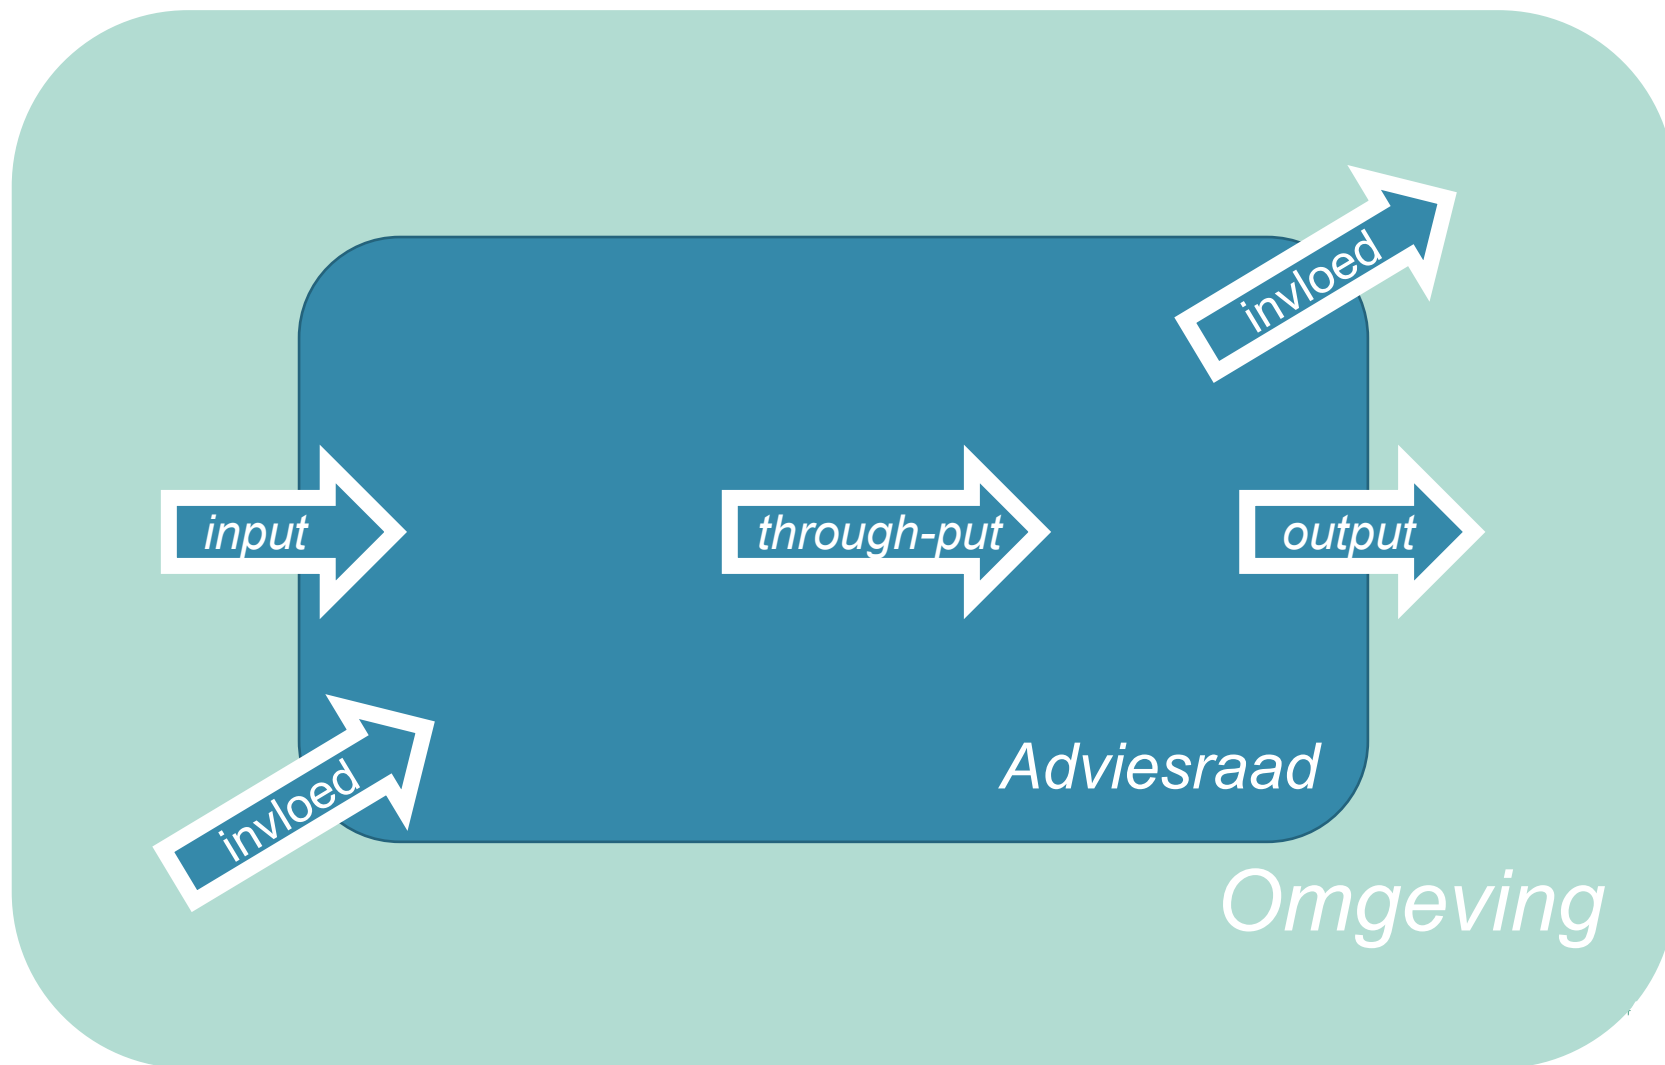 invloed
input
through-put
output
invloed
Adviesraad
Omgeving